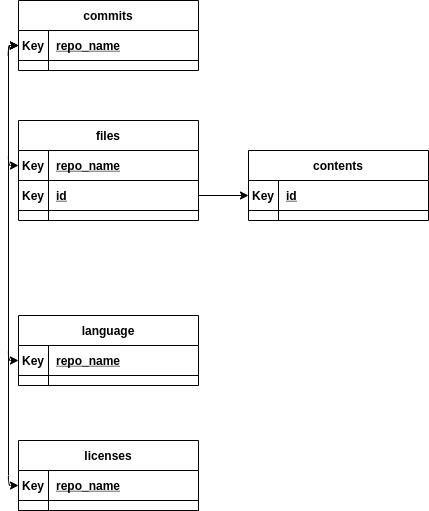 commits
Key repo_name
files
Key repo_name
Key id
contents
Key id
language
Key repo_name
licenses
Key repo_name